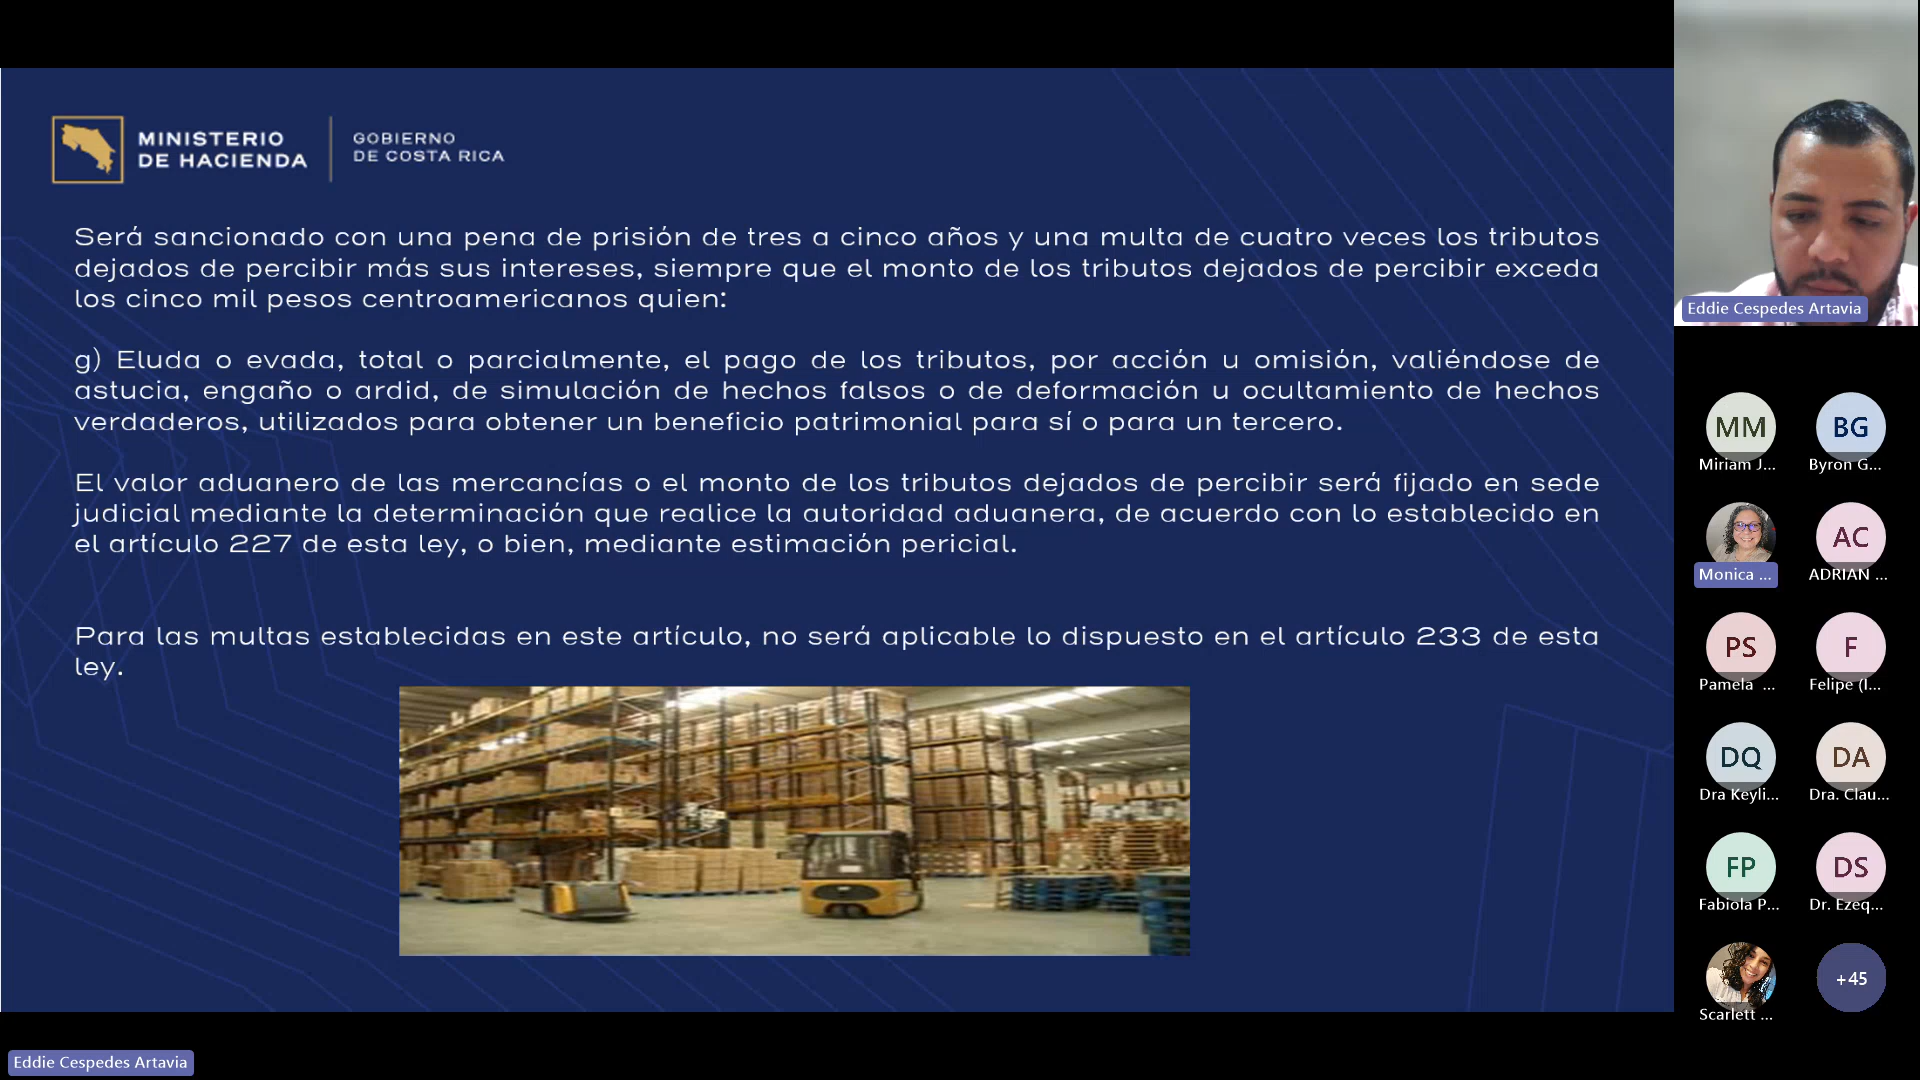 MINISTERIO
DE HACIENDA
GOBIERNO
DE COSTA RICA
Será sancionado con una pena de prisión de tres a cinco años y una multa de cuatro veces los tributos
dejados de percibir más sus intereses, siempre que el monto de los tributos dejados de percibir exceda
los cinco mil pesos centroamericanos quien:
g) Eluda o evada, total o parcialmente, el pago de los tributos, por acción u omisión, valiéndose de
astucia, engaño o ardid, de simulación de hechos falsos o de deformación u ocultamiento de hechos
verdaderos, utilizados para obtener un beneficio patrimonial para sí o para un tercero.
El valor aduanero de las mercancías o el monto de los tributos dejados de percibir será fijado en sede
judicial mediante la determinación que realice la autoridad aduanera, de acuerdo con lo establecido en
el artículo 227 de esta ley, o bien, mediante estimación pericial.
Para las multas establecidas en este artículo, no será aplicable lo dispuesto en el artículo 233 de esta
ley.
Eddie Cespedes Artavia
Eddie Cespedes Artavia
MM
Miriam J...
BG
Byron G...
Monica ...
AC
ADRIAN ...
PS
Pamela ...
F
Felipe (I...
DQ
Dra Keyli...
DA
Dra. Clau...
FP
Fabiola P...
DS
Dr. Ezeq...
Scarlett ...
+45